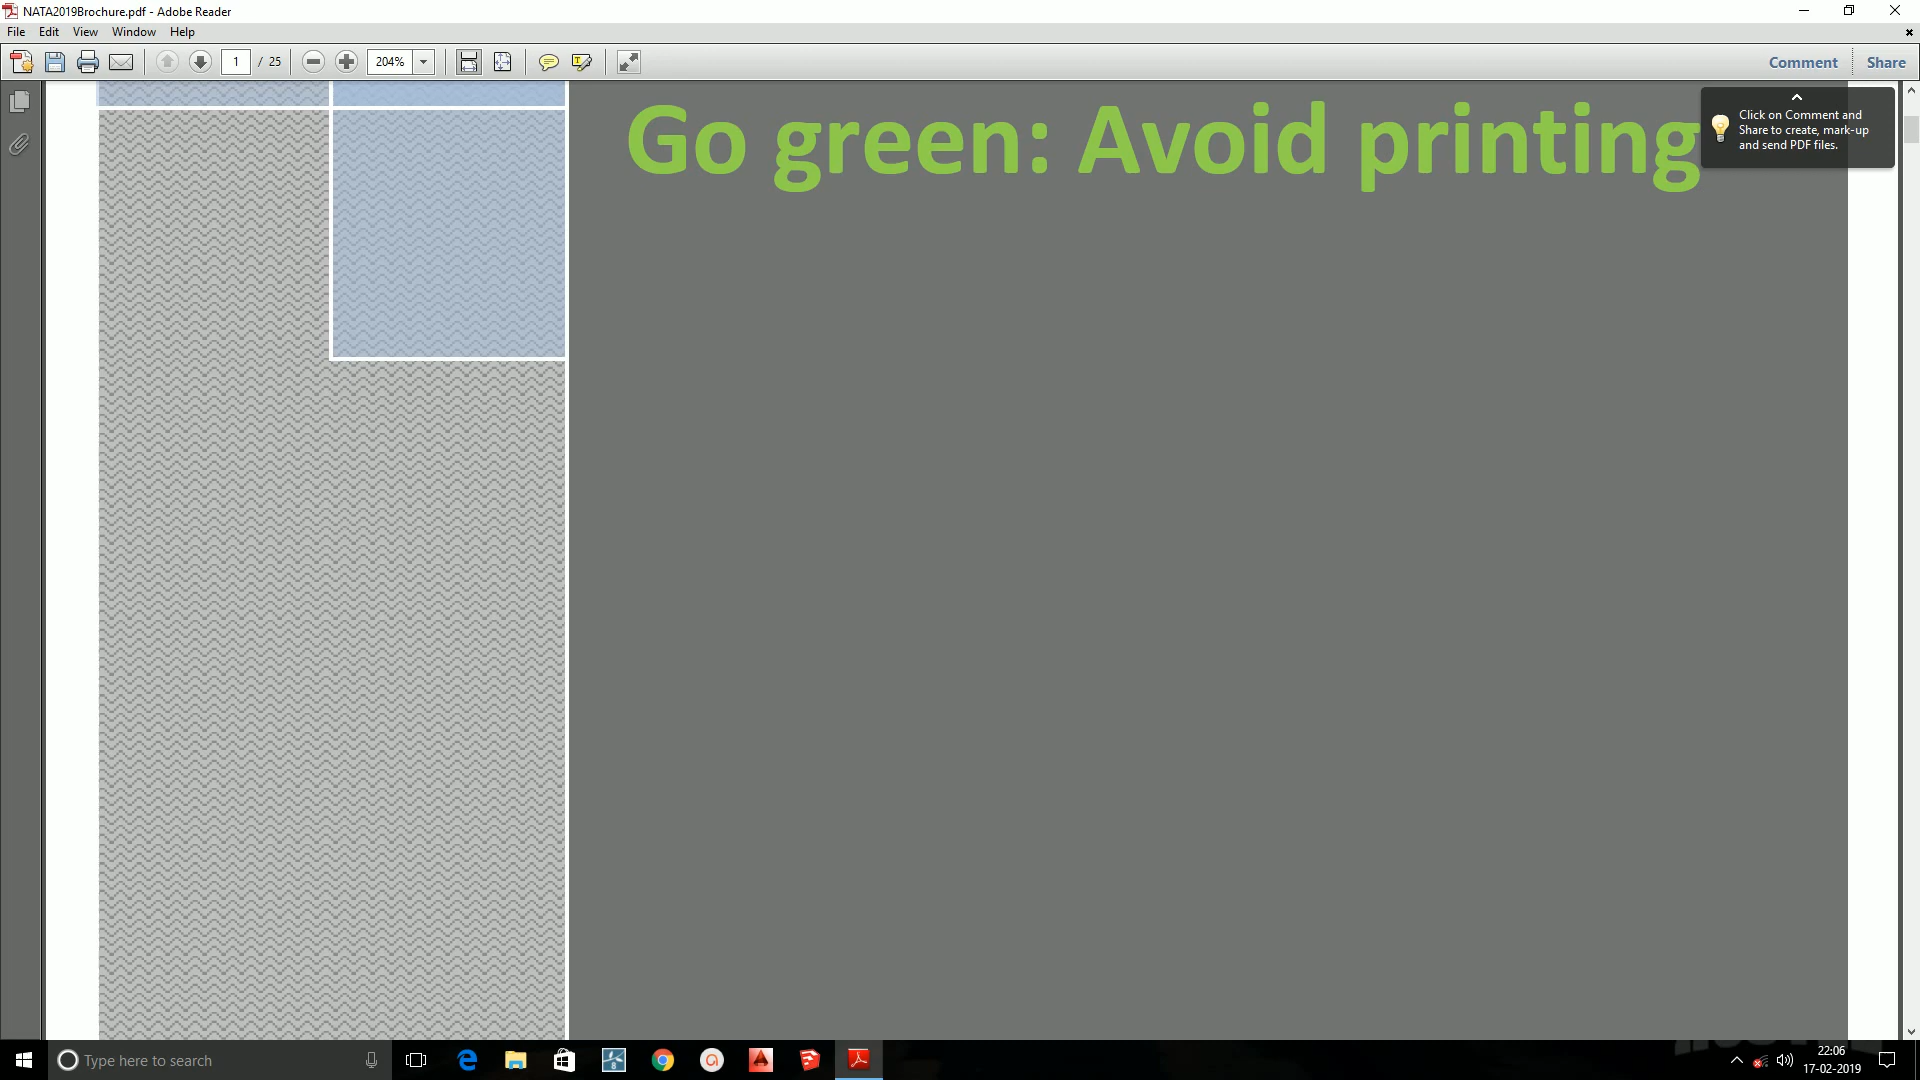 NATA2019Brochure.pdf - Adobe Reader
File Edit View Window Help
1 / 25 204% Comment Share
Go green: Avoid printing
Click on Comment and
Share to create, mark-up
and send PDF files.
Type here to search
22:06
17-02-2019